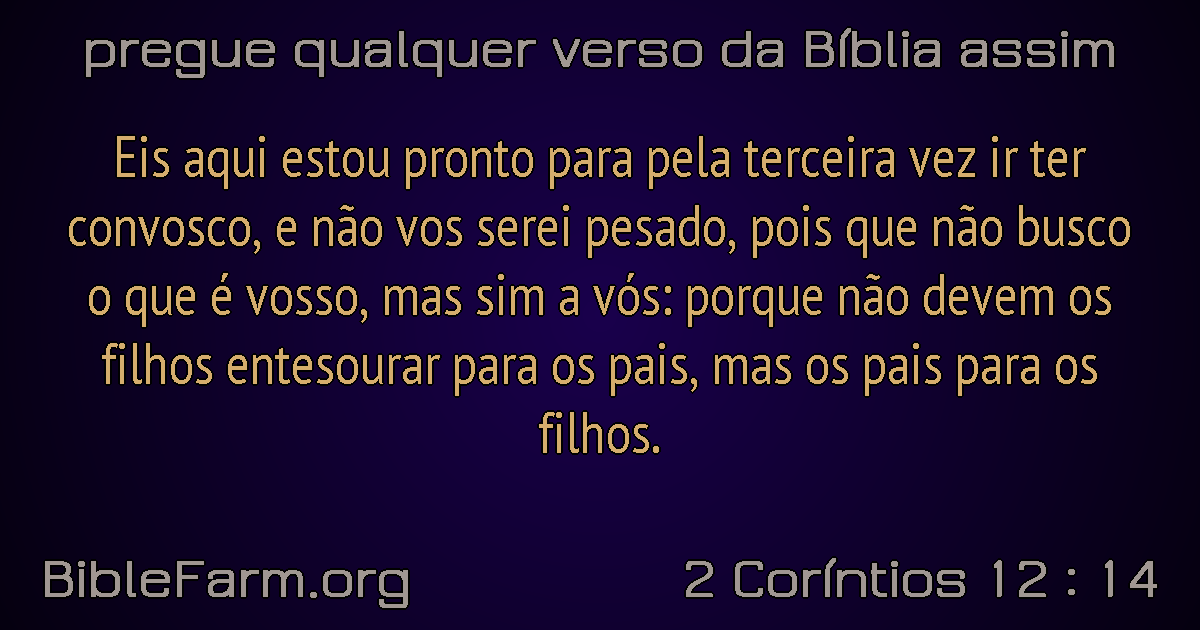 pregue qualquer verso da Bíblia assim
Eis aqui estou pronto para pela terceira vez ir ter
convosco, e não vos serei pesado, pois que não busco
o que é vosso, mas sim a vós: porque não devem os
filhos entesourar para os pais, mas os pais para os
filhos.
BibleFarm.org
2 Coríntios 12 : 14